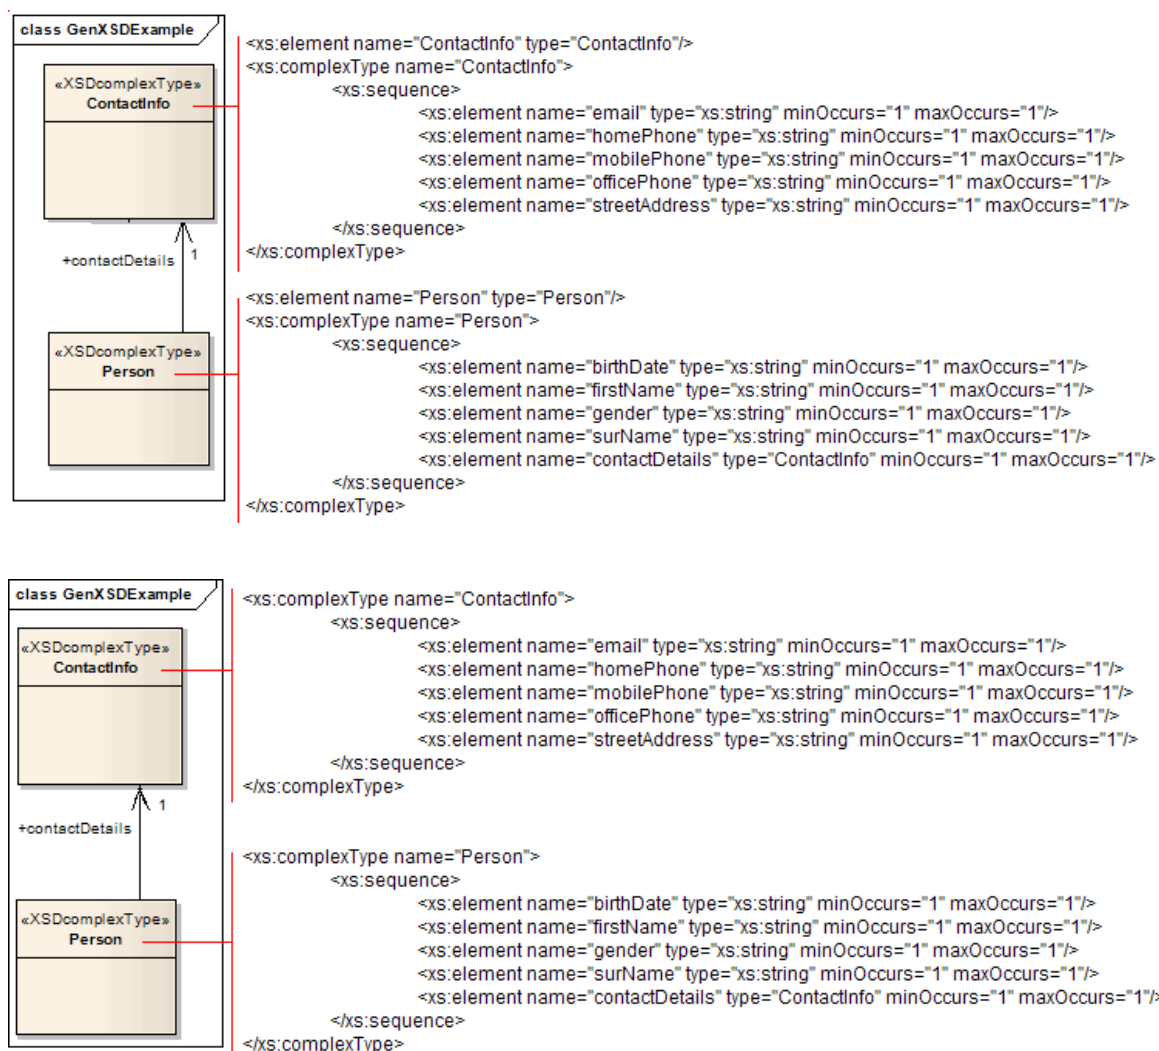 class GenXSDExample
«XSDcomplexType»
ContactInfo
+contactDetails
1
«XSDcomplexType»
Person
<xs:element name="ContactInfo" type="ContactInfo"/>
<xs:complexType name="ContactInfo">
<xs:sequence>
<xs:element name="email" type="xs:string" minOccurs="1" maxOccurs="1"/>
<xs:element name="homePhone" type="xs:string" minOccurs="1" maxOccurs="1"/>
<xs:element name="mobilePhone" type="xs:string" minOccurs="1" maxOccurs="1"/>
<xs:element name="officePhone" type="xs:string" minOccurs="1" maxOccurs="1"/>
<xs:element name="streetAddress" type="xs:string" minOccurs="1" maxOccurs="1"/>
</xs:sequence>
</xs:complexType>
<xs:element name="Person" type="Person"/>
<xs:complexType name="Person">
<xs:sequence>
<xs:element name="birthDate" type="xs:string" minOccurs="1" maxOccurs="1"/>
<xs:element name="firstName" type="xs:string" minOccurs="1" maxOccurs="1"/>
<xs:element name="gender" type="xs:string" minOccurs="1" maxOccurs="1"/>
<xs:element name="surName" type="xs:string" minOccurs="1" maxOccurs="1"/>
<xs:element name="contactDetails" type="ContactInfo" minOccurs="1" maxOccurs="1"/>
</xs:sequence>
</xs:complexType>
class GenXSDExample
«XSDcomplexType»
ContactInfo
1
+contactDetails
«XSDcomplexType»
Person
<xs:complexType name="ContactInfo">
<xs:sequence>
<xs:element name="email" type="xs:string" minOccurs="1" maxOccurs="1"/>
<xs:element name="homePhone" type="xs:string" minOccurs="1" maxOccurs="1"/>
<xs:element name="mobilePhone" type="xs:string" minOccurs="1" maxOccurs="1"/>
<xs:element name="officePhone" type="xs:string" minOccurs="1" maxOccurs="1"/>
<xs:element name="streetAddress" type="xs:string" minOccurs="1" maxOccurs="1"/>
</xs:sequence>
</xs:complexType>
<xs:complexType name="Person">
<xs:sequence>
<xs:element name="birthDate" type="xs:string" minOccurs="1" maxOccurs="1"/>
<xs:element name="firstName" type="xs:string" minOccurs="1" maxOccurs="1"/>
<xs:element name="gender" type="xs:string" minOccurs="1" maxOccurs="1"/>
<xs:element name="surName" type="xs:string" minOccurs="1" maxOccurs="1"/>
<xs:element name="contactDetails" type="ContactInfo" minOccurs="1" maxOccurs="1"/>
</xs:sequence>
</xs:complexType>